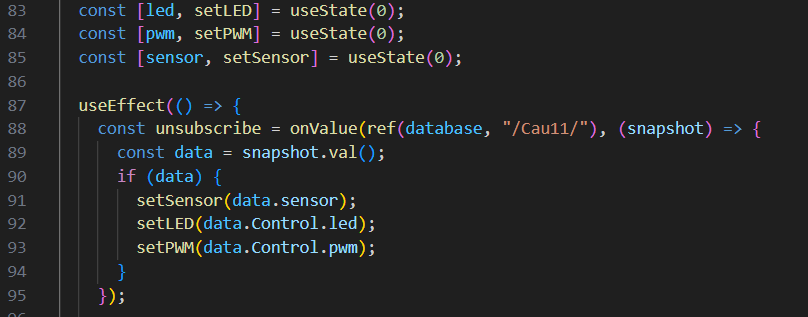 83 const [led, setLED] = useState(0);
84 const [pwm, setPWM] = useState(0);
85 const [sensor, setSensor] = useState(0);
86
87 useEffect(() => {
88 const unsubscribe = onValue(ref(database, "/Cau11/"), (snapshot) => {
89 const data = snapshot.val();
90 if (data) {
91 setSensor(data.sensor);
92 setLED(data.Control.led);
93 setPWM(data.Control.pwm);
94 }
95 });